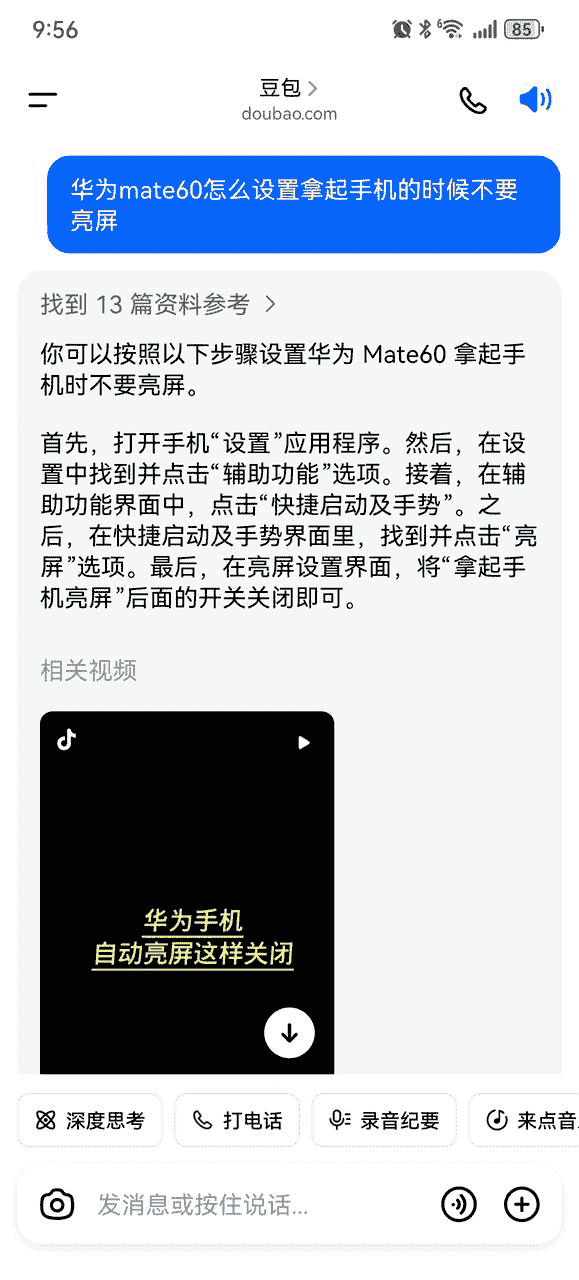 9:56
6
85
豆包
doubao.com
华为mate60怎么设置拿起手机的时候不要
亮屏
找到 13 篇资料参考
你可以按照以下步骤设置华为 Mate60 拿起手
机时不要亮屏。
首先，打开手机“设置”应用程序。然后，在设
置中找到并点击“辅助功能”选项。接着，在辅
助功能界面中，点击“快捷启动及手势”。之
后，在快捷启动及手势界面里，找到并点击“亮
屏”选项。最后，在亮屏设置界面，将“拿起手
机亮屏”后面的开关关闭即可。
相关视频
华为手机
自动亮屏这样关闭
深度思考
打电话
录音纪要
来点音
发消息或按住说话...